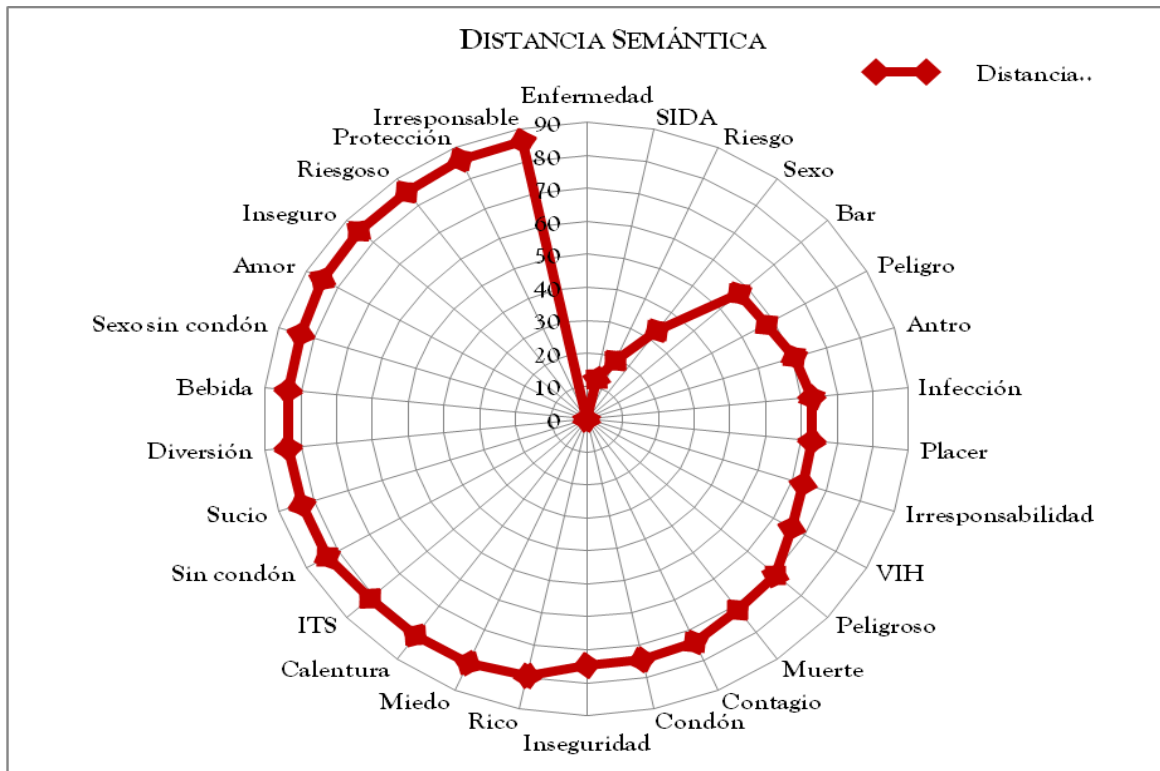 DISTANCIA SEMÁNTICA
Distancia..
Enfermedad
SIDA
Riesgo
Sexo
Bar
Peligro
Antro
Infección
Placer
Irresponsabilidad
VIH
Peligroso
Muerte
Contagio
Condón
Inseguridad
Rico
Miedo
Calentura
ITS
Sin condón
Sucio
Diversión
Bebida
Sexo sin condón
Amor
Inseguro
Riesgoso
Protección
Irresponsable
90
80
70
60
50
40
30
20
10
0